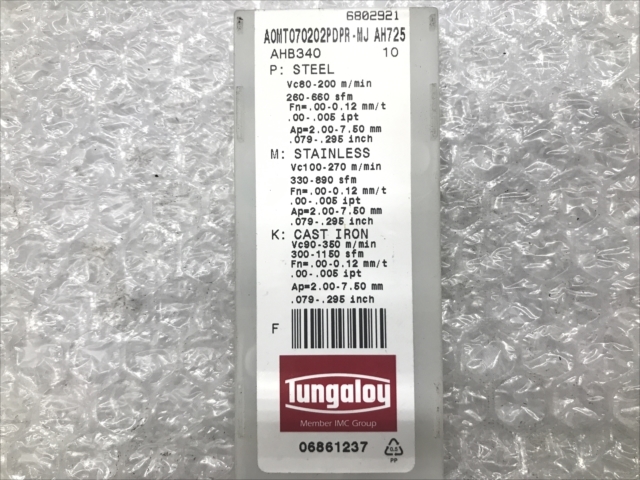 6802921
AOMT070202PDPR-MJ AH725
AHB340 10
P: STEEL
Vc80-200 m/min
260-660 sfm
Fn=.00-0.12 mm/t
.00-.005 ipt
Ap=2.00-7.50 mm
.079-.295 inch
M: STAINLESS
Vc100-270 m/min
330-890 sfm
Fn=.00-0.12 mm/t
.00-.005 ipt
Ap=2.00-7.50 mm
.079-.295 inch
K: CAST IRON
Vc90-350 m/min
300-1150 sfm
Fn=.00-0.12 mm/t
.00-.005 ipt
Ap=2.00-7.50 mm
.079-.295 inch
F
Tungaloy
Member IMC Group
06861237
PP